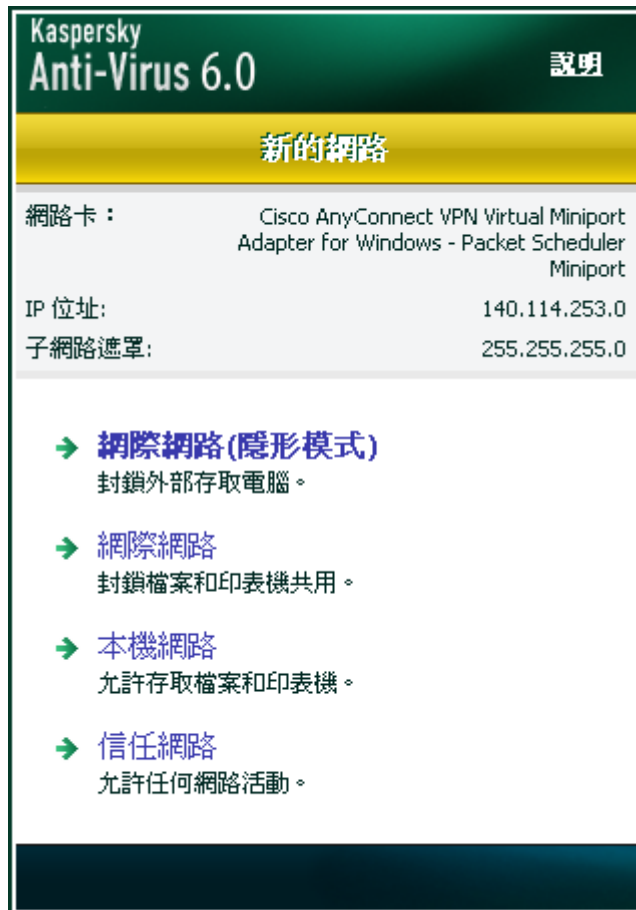 Kaspersky
Anti-Virus 6.0
說明
新的網路
網路卡：
Cisco AnyConnect VPN Virtual Miniport
Adapter for Windows - Packet Scheduler
Miniport
IP 位址:
140.114.253.0
子網路遮罩:
255.255.255.0
網際網路(隱形模式)
封鎖外部存取電腦。
網際網路
封鎖檔案和印表機共用。
本機網路
允許存取檔案和印表機。
信任網路
允許任何網路活動。